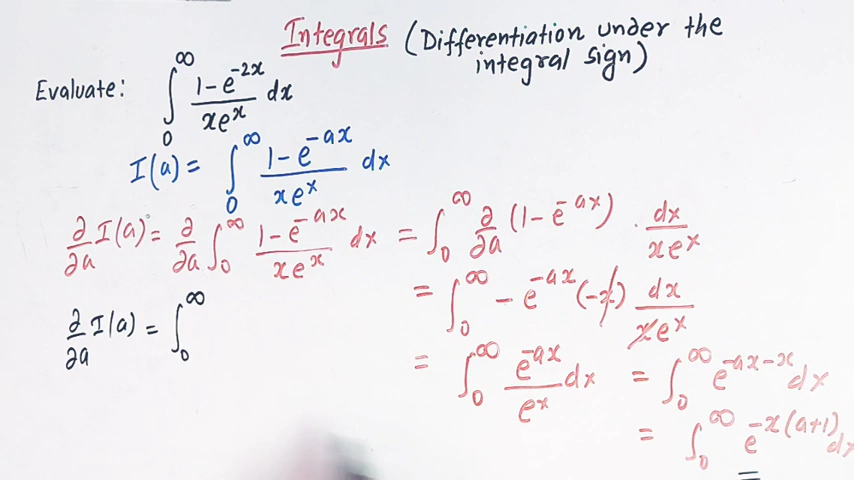 Integrals (Differentiation under the integral sign)
Evaluate: ∫₀^∞ (1-e^{-2x})/(xe^x) dx
I(a) = ∫₀^∞ (1-e^{-ax})/(xe^x) dx
∂/∂a I(a) = ∂/∂a ∫₀^∞ (1-e^{-ax})/(xe^x) dx = ∫₀^∞ ∂/∂a (1-e^{-ax}) · dx/(xe^x)
= ∫₀^∞ -e^{-ax}(-x) dx/(xe^x)
∂/∂a I(a) = ∫₀^∞
= ∫₀^∞ e^{-ax}/e^x dx = ∫₀^∞ e^{-ax-x} dx
= ∫₀^∞ e^{-x(a+1)} dx